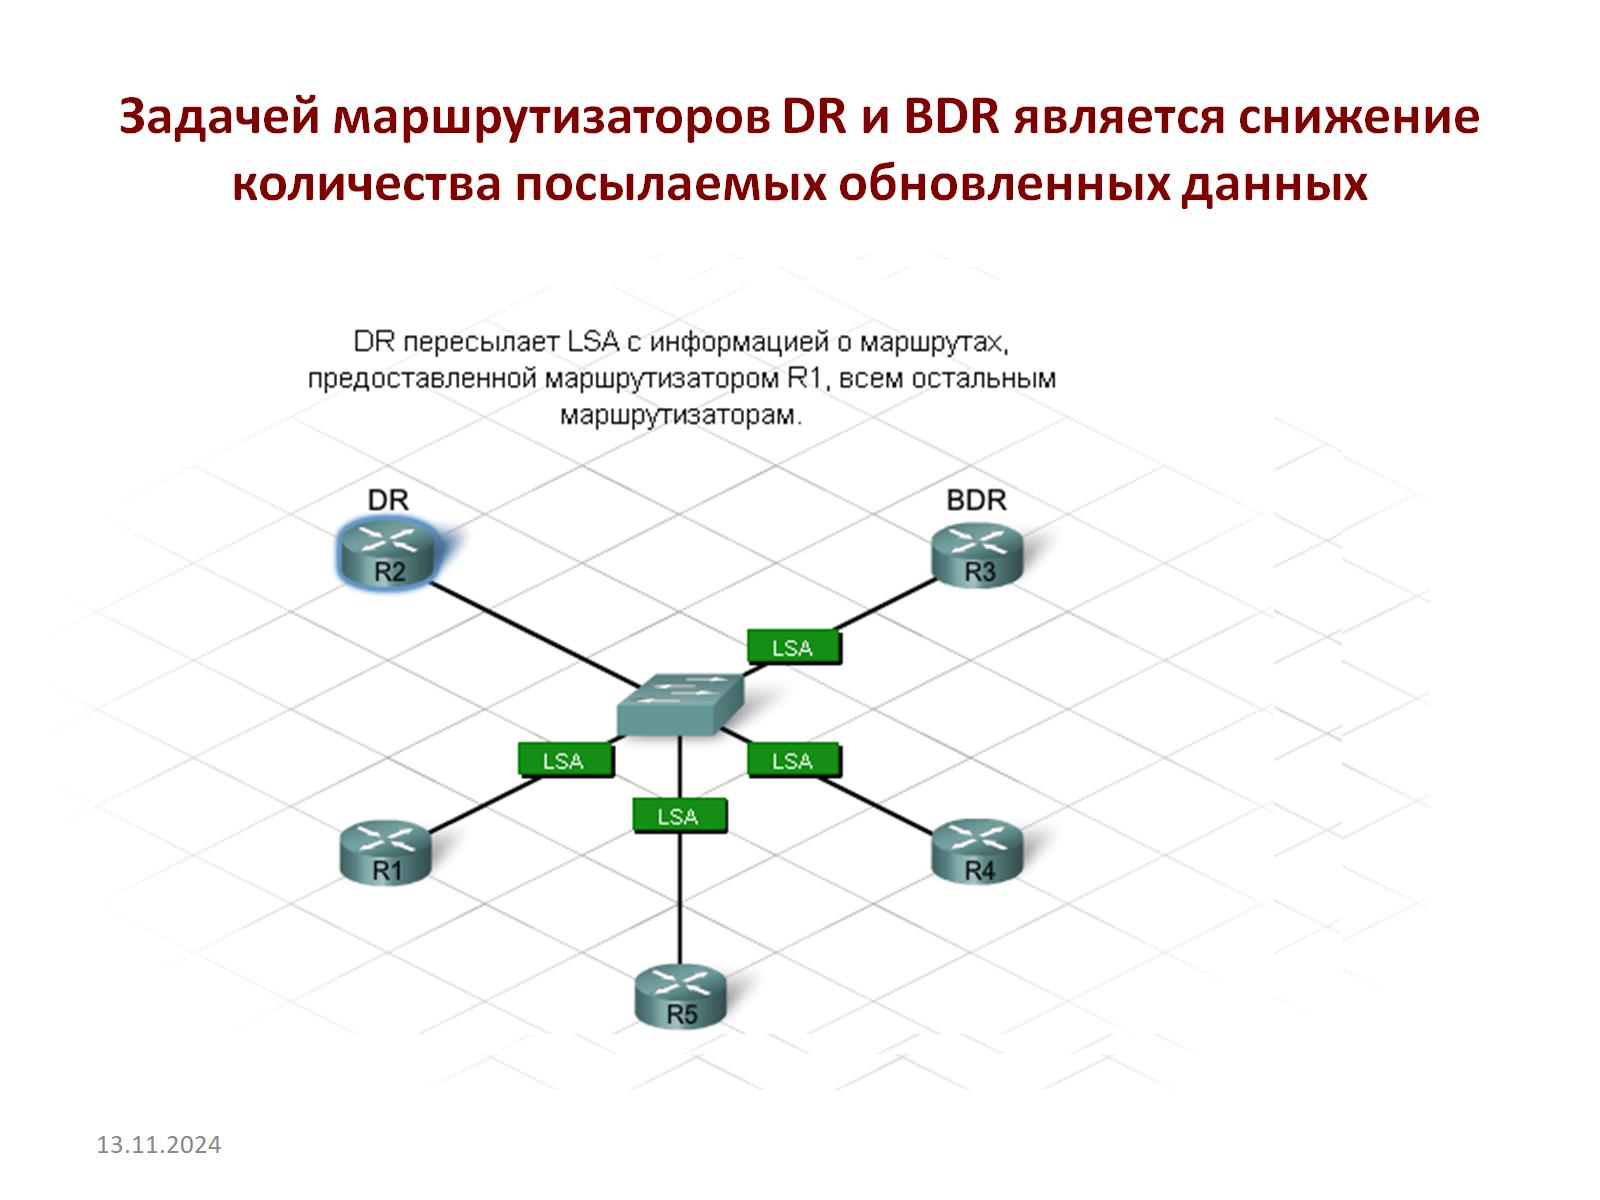 Задачей маршрутизаторов DR и BDR является снижение
количества посылаемых обновленных данных
DR пересылает LSA с информацией о маршрутах,
предоставленной маршрутизатором R1, всем остальным
маршрутизаторам.
DR
BDR
R2
R3
LSA
LSA
LSA
LSA
R1
R4
R5
13.11.2024